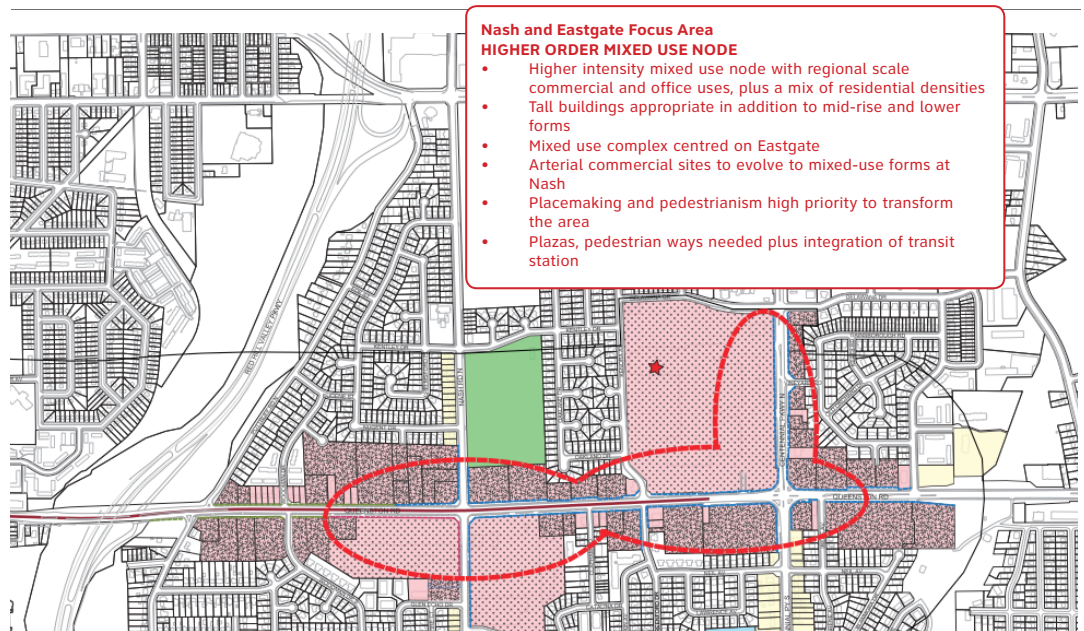 Nash and Eastgate Focus Area
HIGHER ORDER MIXED USE NODE
• Higher intensity mixed use node with regional scale
commercial and office uses, plus a mix of residential densities
• Tall buildings appropriate in addition to mid-rise and lower
forms
• Mixed use complex centred on Eastgate
• Arterial commercial sites to evolve to mixed-use forms at
Nash
• Placemaking and pedestrianism high priority to transform
the area
• Plazas, pedestrian ways needed plus integration of transit
station
RED HILL VALLEY PKWY
QUEENSTON RD
QUEENSTON RD